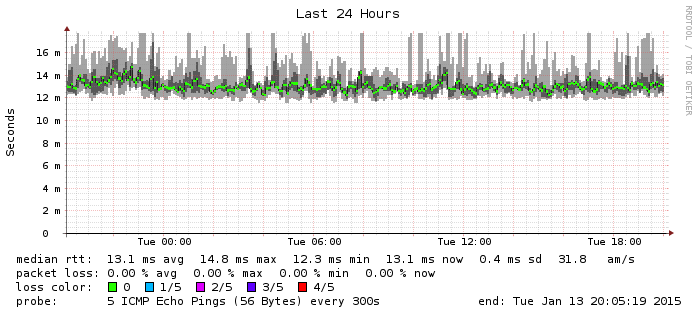 Last 24 Hours
RRDTOOL / TOBI OETIKER
Seconds
16 m
14 m
12 m
10 m
8 m
6 m
4 m
2 m
0
Tue 00:00 Tue 06:00 Tue 12:00 Tue 18:00
median rtt: 13.1 ms avg 14.8 ms max 12.3 ms min 13.1 ms now 0.4 ms sd 31.8 am/s
packet loss: 0.00 % avg 0.00 % max 0.00 % min 0.00 % now
loss color: 0 1/5 2/5 3/5 4/5
probe: 5 ICMP Echo Pings (56 Bytes) every 300s end: Tue Jan 13 20:05:19 2015